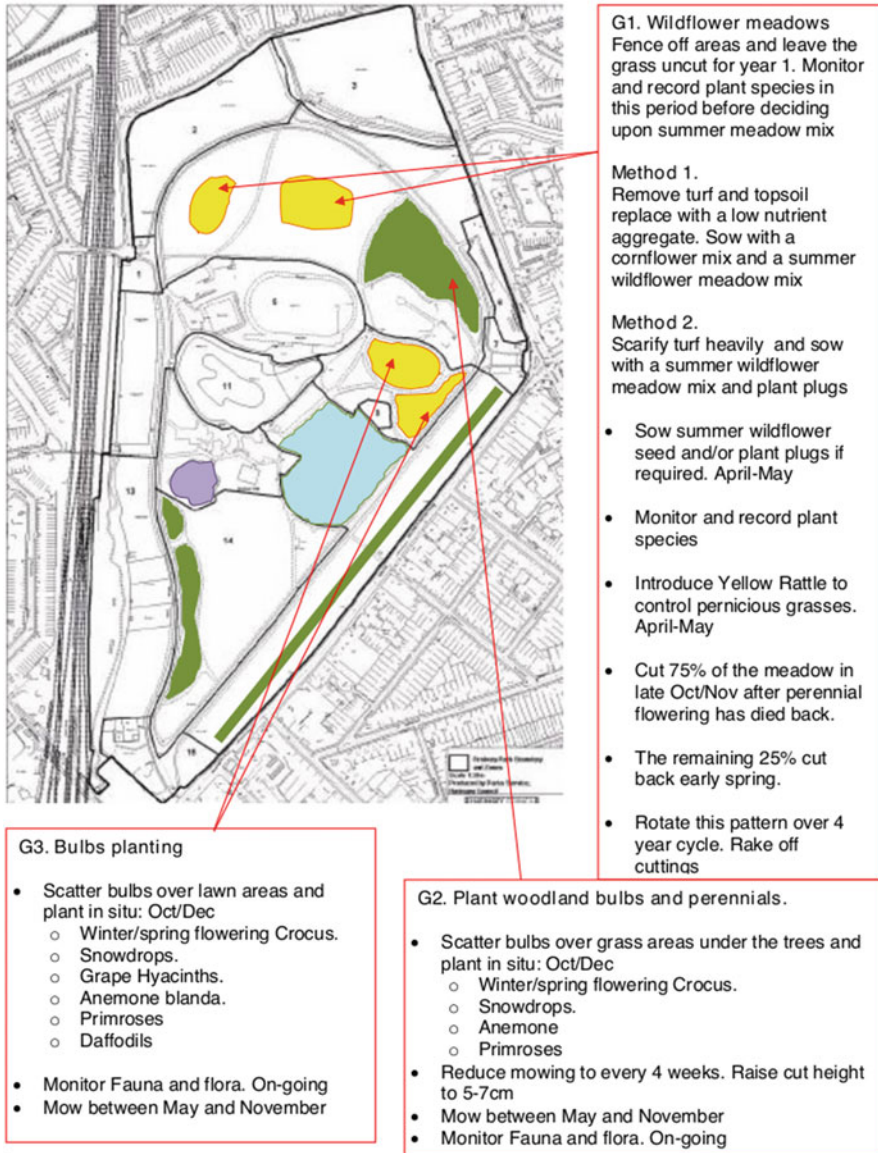 G1. Wildflower meadows
Fence off areas and leave the
grass uncut for year 1. Monitor
and record plant species in
this period before deciding
upon summer meadow mix
Method 1.
Remove turf and topsoil
replace with a low nutrient
aggregate. Sow with a
cornflower mix and a summer
wildflower meadow mix
Method 2.
Scarify turf heavily and sow
with a summer wildflower
meadow mix and plant plugs
• Sow summer wildflower
seed and/or plant plugs if
required. April-May
• Monitor and record plant
species
• Introduce Yellow Rattle to
control pernicious grasses.
April-May
• Cut 75% of the meadow in
late Oct/Nov after perennial
flowering has died back.
• The remaining 25% cut
back early spring.
• Rotate this pattern over 4
year cycle. Rake off
cuttings
3
2
1
6
7
11
13
14
G3. Bulbs planting
• Scatter bulbs over lawn areas and
plant in situ: Oct/Dec
o Winter/spring flowering Crocus.
o Snowdrops.
o Grape Hyacinths.
o Anemone blanda.
o Primroses
o Daffodils
• Monitor Fauna and flora. On-going
• Mow between May and November
G2. Plant woodland bulbs and perennials.
• Scatter bulbs over grass areas under the trees and
plant in situ: Oct/Dec
o Winter/spring flowering Crocus.
o Snowdrops.
o Anemone
o Primroses
• Reduce mowing to every 4 weeks. Raise cut height
to 5-7cm
• Mow between May and November
• Monitor Fauna and flora. On-going